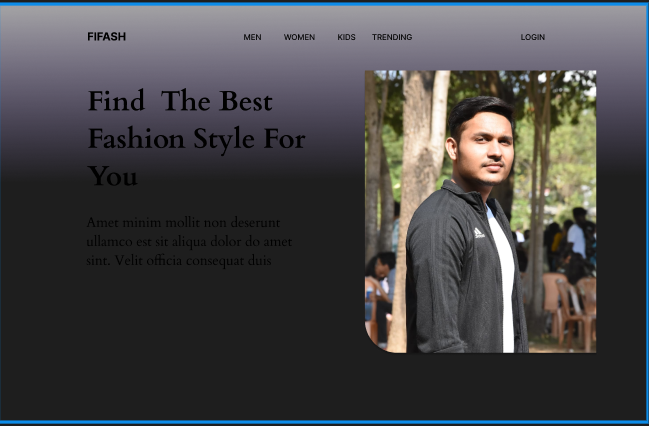 FIFASH
MEN WOMEN KIDS TRENDING LOGIN
Find The Best
Fashion Style For
You
Amet minim mollit non deserunt
ullamco est sit aliqua dolor do amet
sint. Velit officia consequat duis